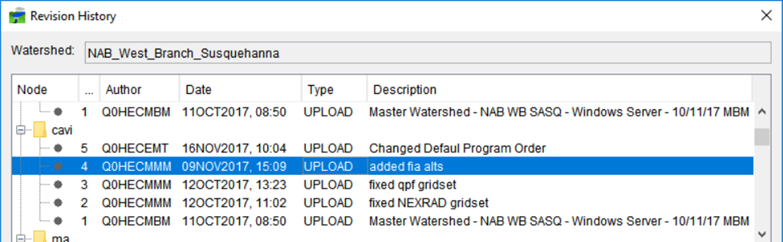 Revision History
Watershed: NAB_West_Branch_Susquehanna
Node ... Author Date Type Description
1 Q0HECMBM 11OCT2017, 08:50 UPLOAD Master Watershed - NAB WB SASQ - Windows Server - 10/11/17 MBM
cavi
5 Q0HECEMT 16NOV2017, 10:04 UPLOAD Changed Defaul Program Order
4 Q0HECMMM 09NOV2017, 15:09 UPLOAD added fia alts
3 Q0HECMMM 12OCT2017, 13:23 UPLOAD fixed qpf gridset
2 Q0HECMMM 12OCT2017, 11:02 UPLOAD fixed NEXRAD gridset
1 Q0HECMBM 11OCT2017, 08:50 UPLOAD Master Watershed - NAB WB SASQ - Windows Server - 10/11/17 MBM
ma